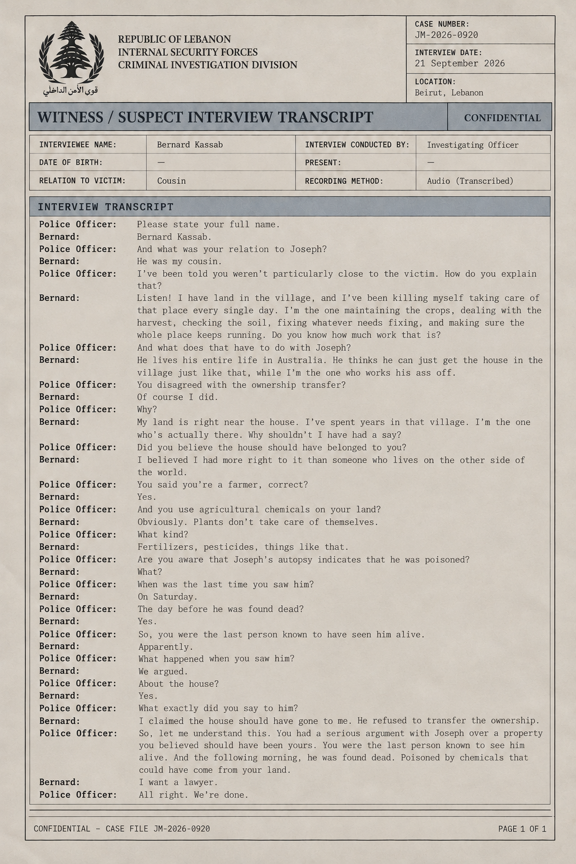 REPUBLIC OF LEBANON
INTERNAL SECURITY FORCES
CRIMINAL INVESTIGATION DIVISION
قوى الأمن الداخلي
CASE NUMBER:
JM-2026-0920
INTERVIEW DATE:
21 September 2026
LOCATION:
Beirut, Lebanon
WITNESS / SUSPECT INTERVIEW TRANSCRIPT
CONFIDENTIAL
INTERVIEWEE NAME: Bernard Kassab INTERVIEW CONDUCTED BY: Investigating Officer
DATE OF BIRTH: — PRESENT: —
RELATION TO VICTIM: Cousin RECORDING METHOD: Audio (Transcribed)
INTERVIEW TRANSCRIPT
Police Officer: Please state your full name.
Bernard: Bernard Kassab.
Police Officer: And what was your relation to Joseph?
Bernard: He was my cousin.
Police Officer: I've been told you weren't particularly close to the victim. How do you explain
that?
Bernard: Listen! I have land in the village, and I've been killing myself taking care of
that place every single day. I'm the one maintaining the crops, dealing with the
harvest, checking the soil, fixing whatever needs fixing, and making sure the
whole place keeps running. Do you know how much work that is?
Police Officer: And what does that have to do with Joseph?
Bernard: He lives his entire life in Australia. He thinks he can just get the house in the
village just like that, while I'm the one who works his ass off.
Police Officer: You disagreed with the ownership transfer?
Bernard: Of course I did.
Police Officer: Why?
Bernard: My land is right near the house. I've spent years in that village. I'm the one
who's actually there. Why shouldn't I have had a say?
Police Officer: Did you believe the house should have belonged to you?
Bernard: I believed I had more right to it than someone who lives on the other side of
the world.
Police Officer: You said you're a farmer, correct?
Bernard: Yes.
Police Officer: And you use agricultural chemicals on your land?
Bernard: Obviously. Plants don't take care of themselves.
Police Officer: What kind?
Bernard: Fertilizers, pesticides, things like that.
Police Officer: Are you aware that Joseph's autopsy indicates that he was poisoned?
Bernard: What?
Police Officer: When was the last time you saw him?
Bernard: On Saturday.
Police Officer: The day before he was found dead?
Bernard: Yes.
Police Officer: So, you were the last person known to have seen him alive.
Bernard: Apparently.
Police Officer: What happened when you saw him?
Bernard: We argued.
Police Officer: About the house?
Bernard: Yes.
Police Officer: What exactly did you say to him?
Bernard: I claimed the house should have gone to me. He refused to transfer the ownership.
Police Officer: So, let me understand this. You had a serious argument with Joseph over a property
you believed should have been yours. You were the last person known to see him
alive. And the following morning, he was found dead. Poisoned by chemicals that
could have come from your land.
Bernard: I want a lawyer.
Police Officer: All right. We're done.
CONFIDENTIAL – CASE FILE JM-2026-0920
PAGE 1 OF 1